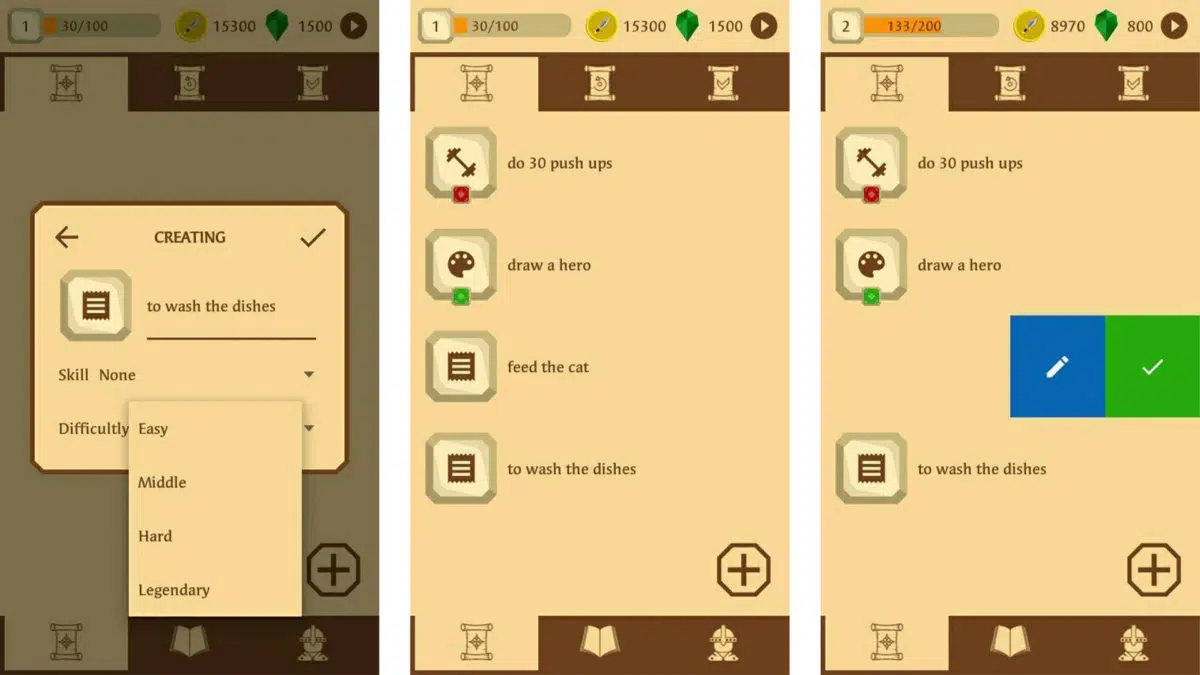 1 30/100 15300 1500
CREATING
to wash the dishes
Skill None
Difficultly
Easy
Middle
Hard
Legendary
1 30/100 15300 1500
do 30 push ups
draw a hero
feed the cat
to wash the dishes
2 133/200 8970 800
do 30 push ups
draw a hero
to wash the dishes